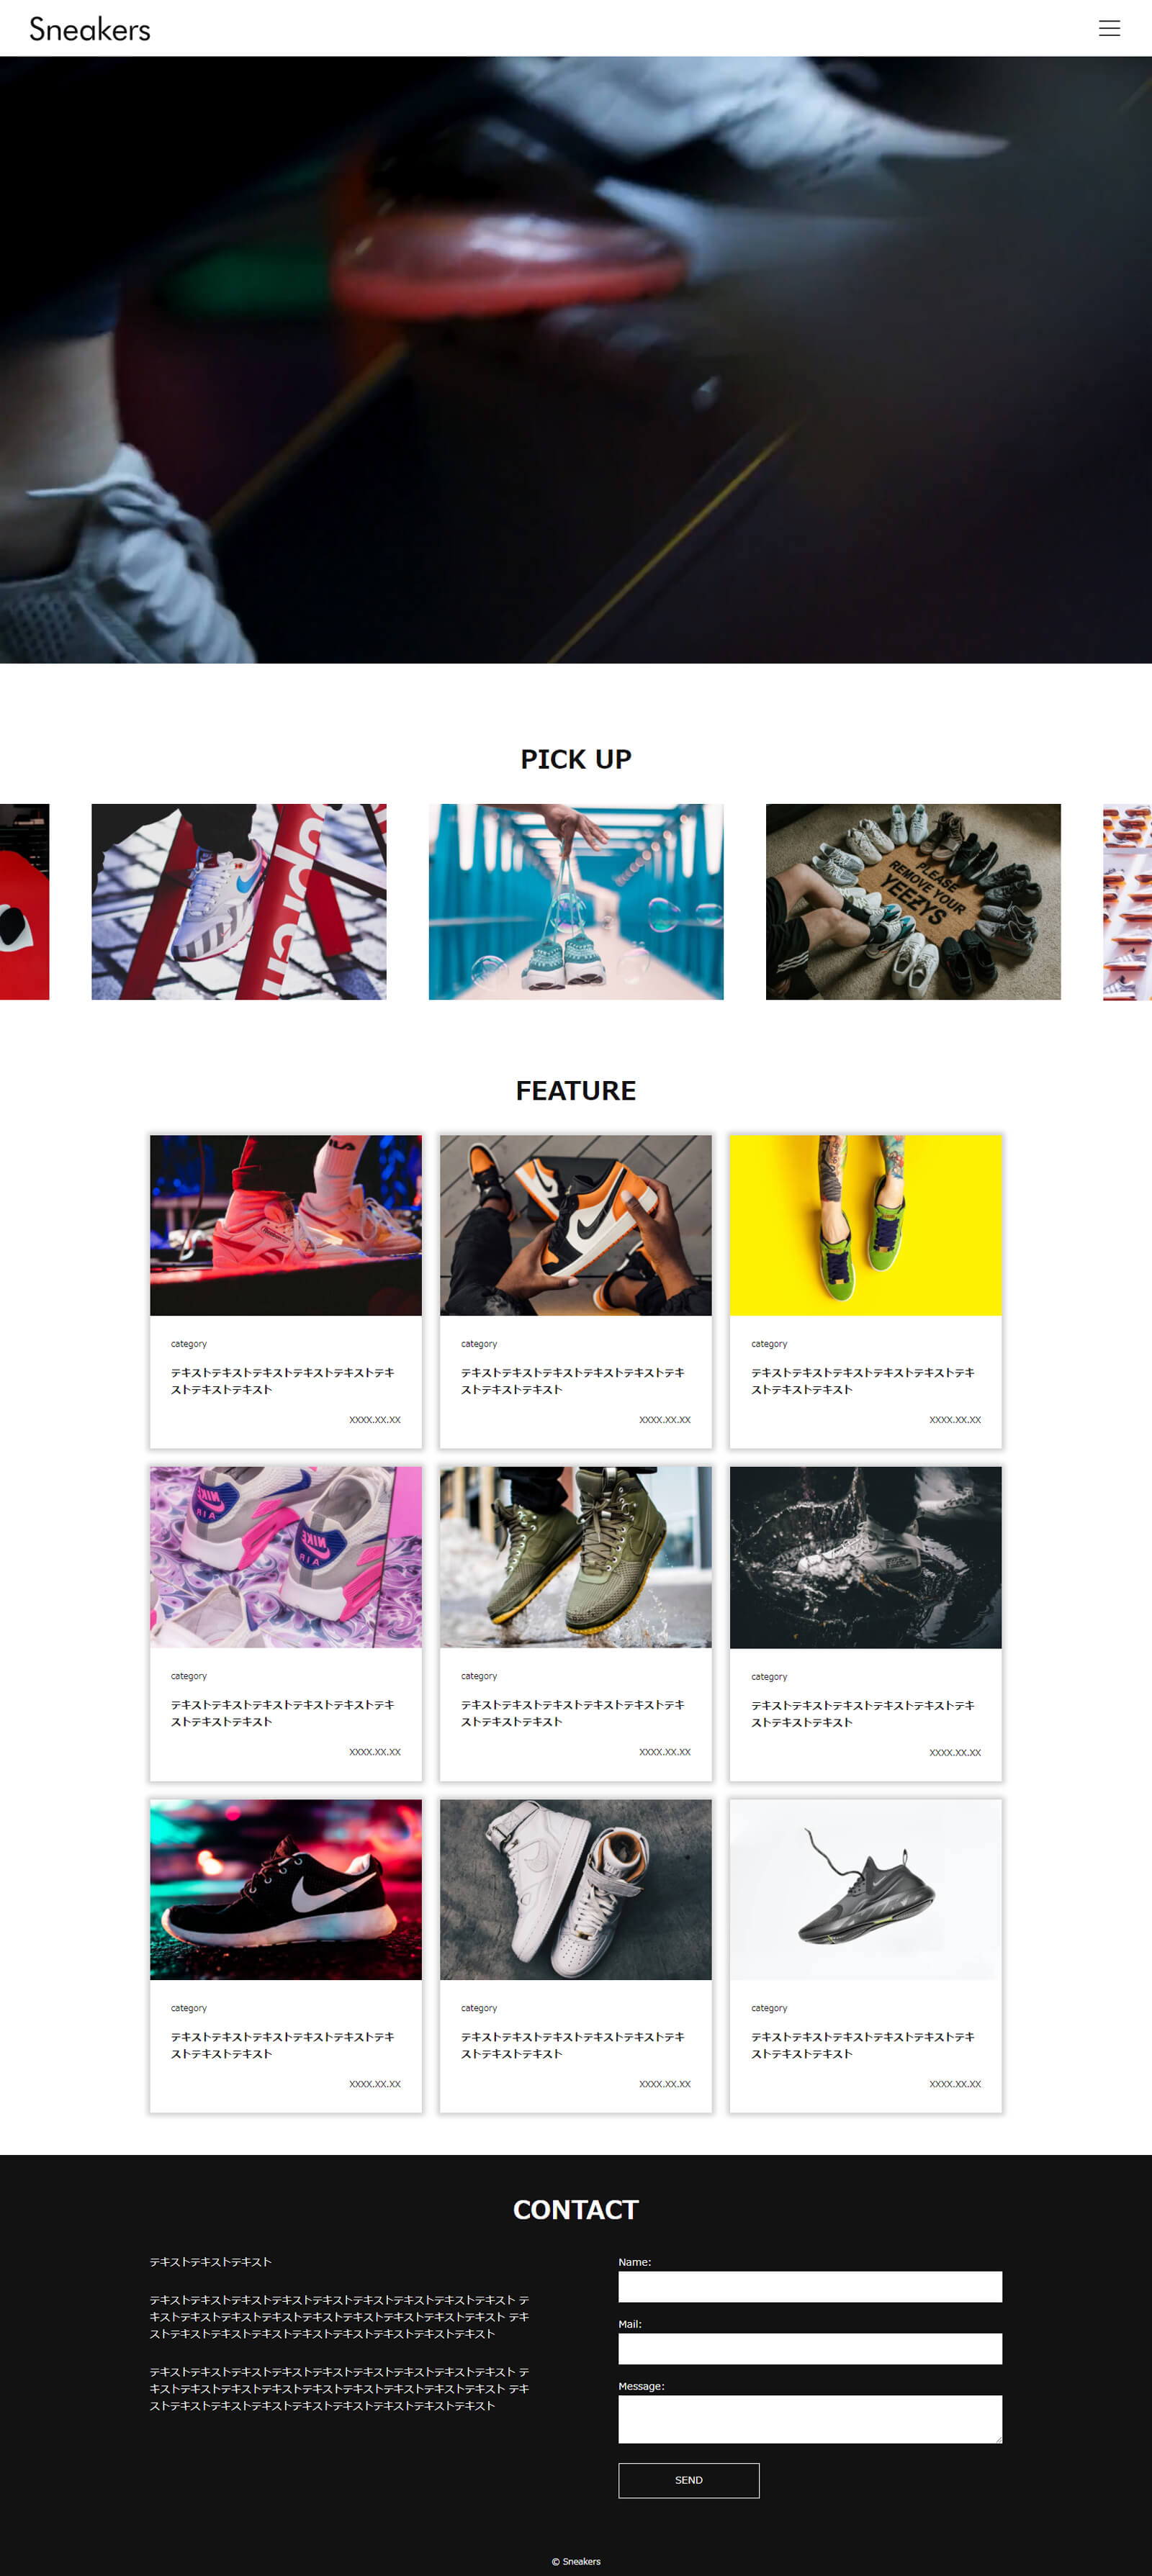 Sneakers
PICK UP
PLEASE
REMOVE YOUR
YEEZYS
FEATURE
category
テキストテキストテキストテキストテキストテキ
ストテキストテキスト
XXXX.XX.XX
category
テキストテキストテキストテキストテキストテキ
ストテキストテキスト
XXXX.XX.XX
category
テキストテキストテキストテキストテキストテキ
ストテキストテキスト
XXXX.XX.XX
NIKE
AIR
NIKE
AIR
category
テキストテキストテキストテキストテキストテキ
ストテキストテキスト
XXXX.XX.XX
category
テキストテキストテキストテキストテキストテキ
ストテキストテキスト
XXXX.XX.XX
category
テキストテキストテキストテキストテキストテキ
ストテキストテキスト
XXXX.XX.XX
category
テキストテキストテキストテキストテキストテキ
ストテキストテキスト
XXXX.XX.XX
category
テキストテキストテキストテキストテキストテキ
ストテキストテキスト
XXXX.XX.XX
category
テキストテキストテキストテキストテキストテキ
ストテキストテキスト
XXXX.XX.XX
CONTACT
テキストテキストテキスト
テキストテキストテキストテキストテキストテキストテキストテキストテキスト テ
キストテキストテキストテキストテキストテキストテキストテキストテキスト テキ
ストテキストテキストテキストテキストテキストテキストテキストテキスト
テキストテキストテキストテキストテキストテキストテキストテキストテキスト テ
キストテキストテキストテキストテキストテキストテキストテキストテキスト テキ
ストテキストテキストテキストテキストテキストテキストテキストテキスト
Name:
Mail:
Message:
SEND
© Sneakers